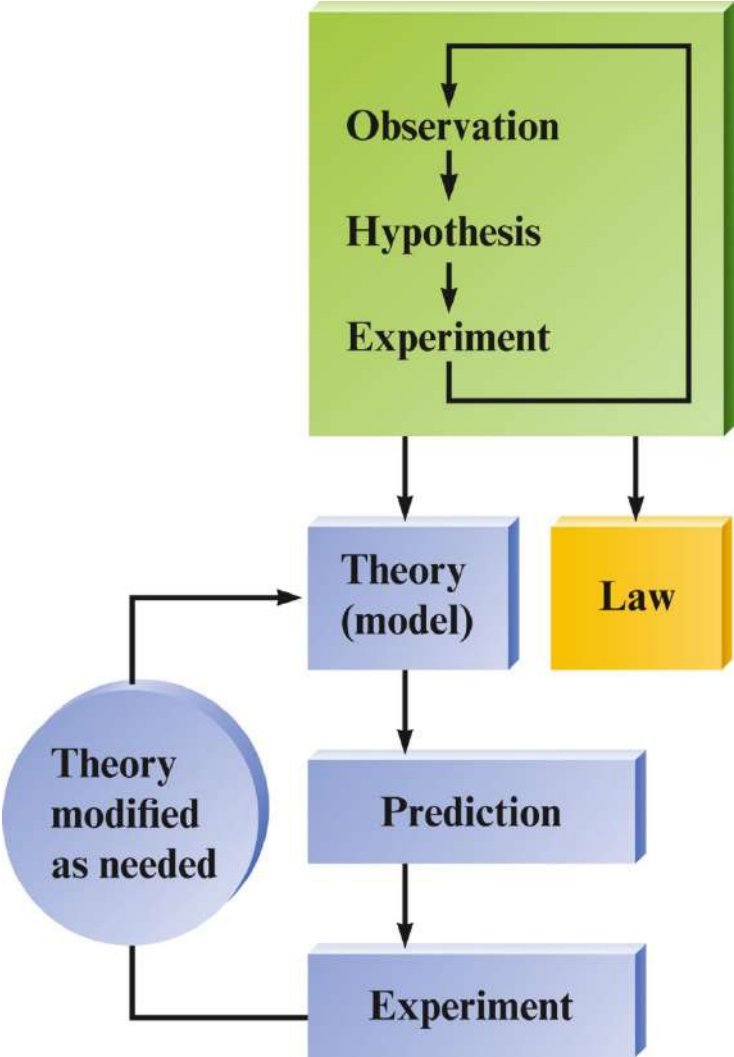 Observation
Hypothesis
Experiment
Theory
(model)
Law
Theory
modified
as needed
Prediction
Experiment